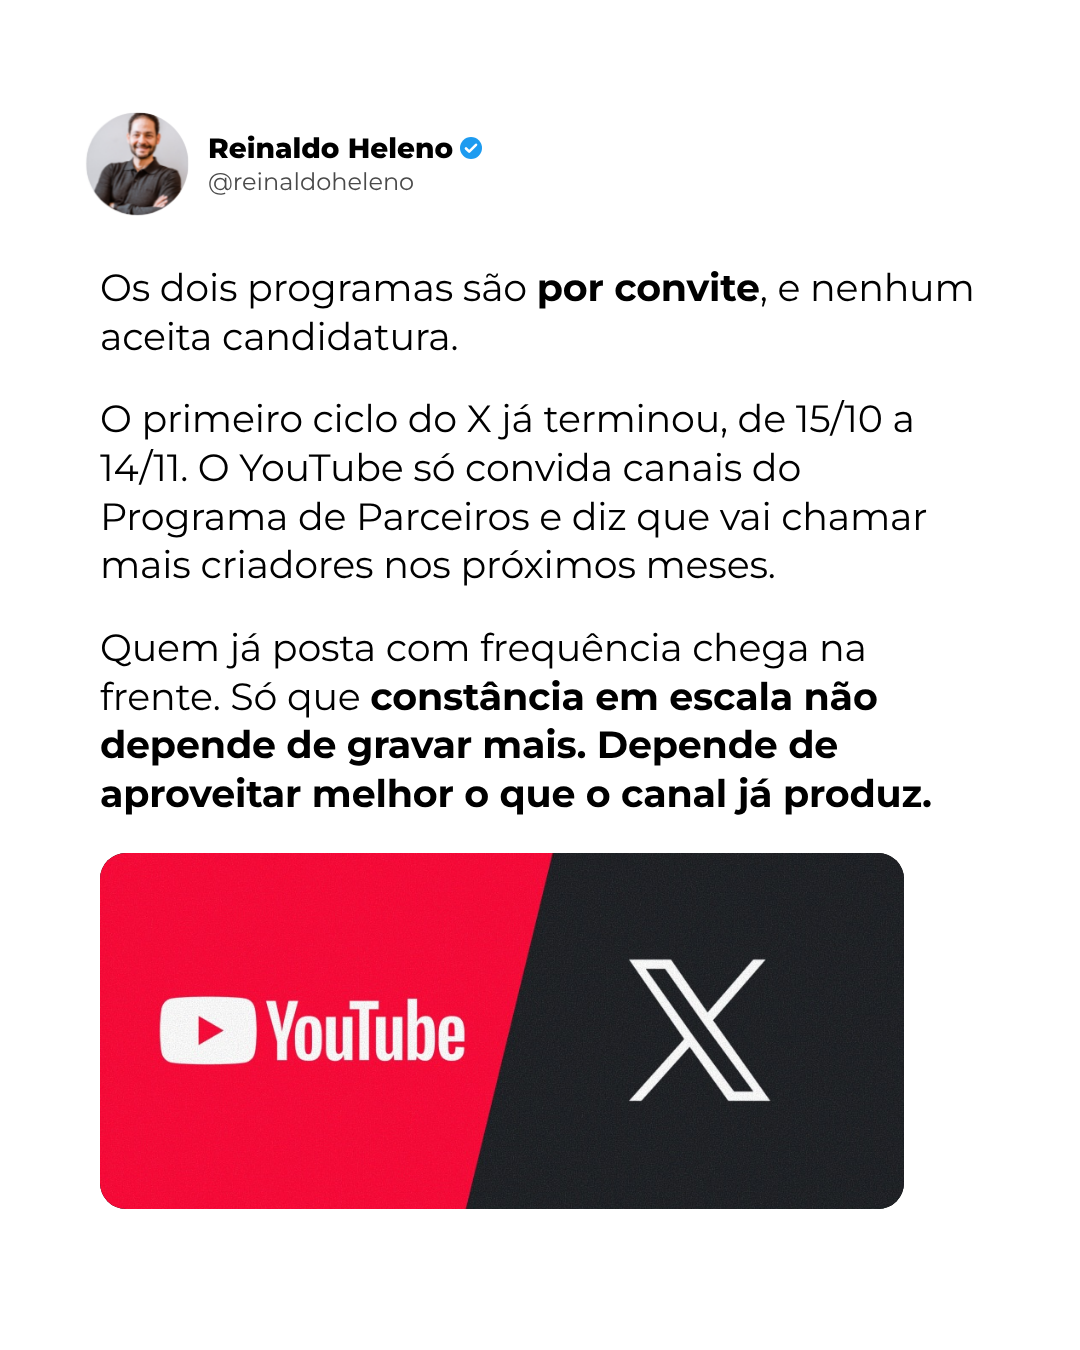 Reinaldo Heleno
@reinaldoheleno
Os dois programas são por convite, e nenhum
aceita candidatura.
O primeiro ciclo do X já terminou, de 15/10 a
14/11. O YouTube só convida canais do
Programa de Parceiros e diz que vai chamar
mais criadores nos próximos meses.
Quem já posta com frequência chega na
frente. Só que constância em escala não
depende de gravar mais. Depende de
aproveitar melhor o que o canal já produz.
YouTube
X